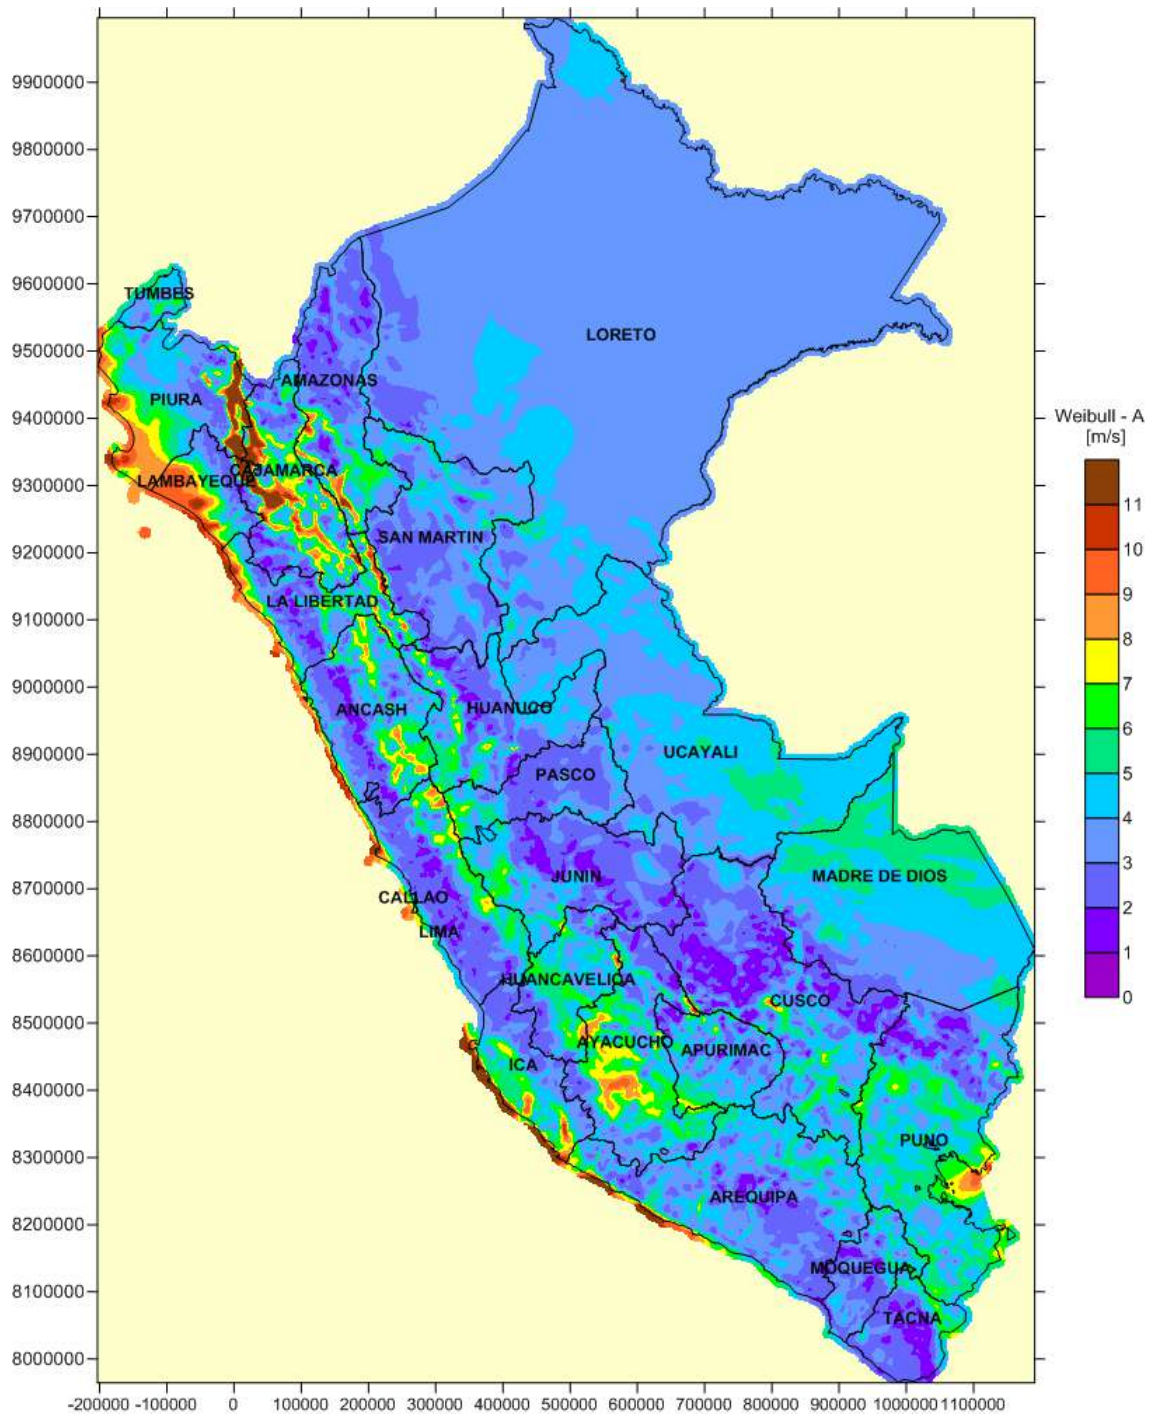 9900000
9800000
9700000
9600000
9500000
9400000
9300000
9200000
9100000
9000000
8900000
8800000
8700000
8600000
8500000
8400000
8300000
8200000
8100000
8000000
-200000 -100000 0 100000 200000 300000 400000 500000 600000 700000 800000 900000 1000000 1100000
TUMBES
LORETO
AMAZONAS
PIURA
CAJAMARCA
LAMBAYEQUE
SAN MARTIN
LA LIBERTAD
ANCASH
HUANUCO
UCAYALI
PASCO
JUNIN
MADRE DE DIOS
CALLAO
LIMA
HUANCAVELICA
CUSCO
AYACUCHO
APURIMAC
ICA
PUNO
AREQUIPA
MOQUEGUA
TACNA
Weibull - A
[m/s]
11
10
9
8
7
6
5
4
3
2
1
0